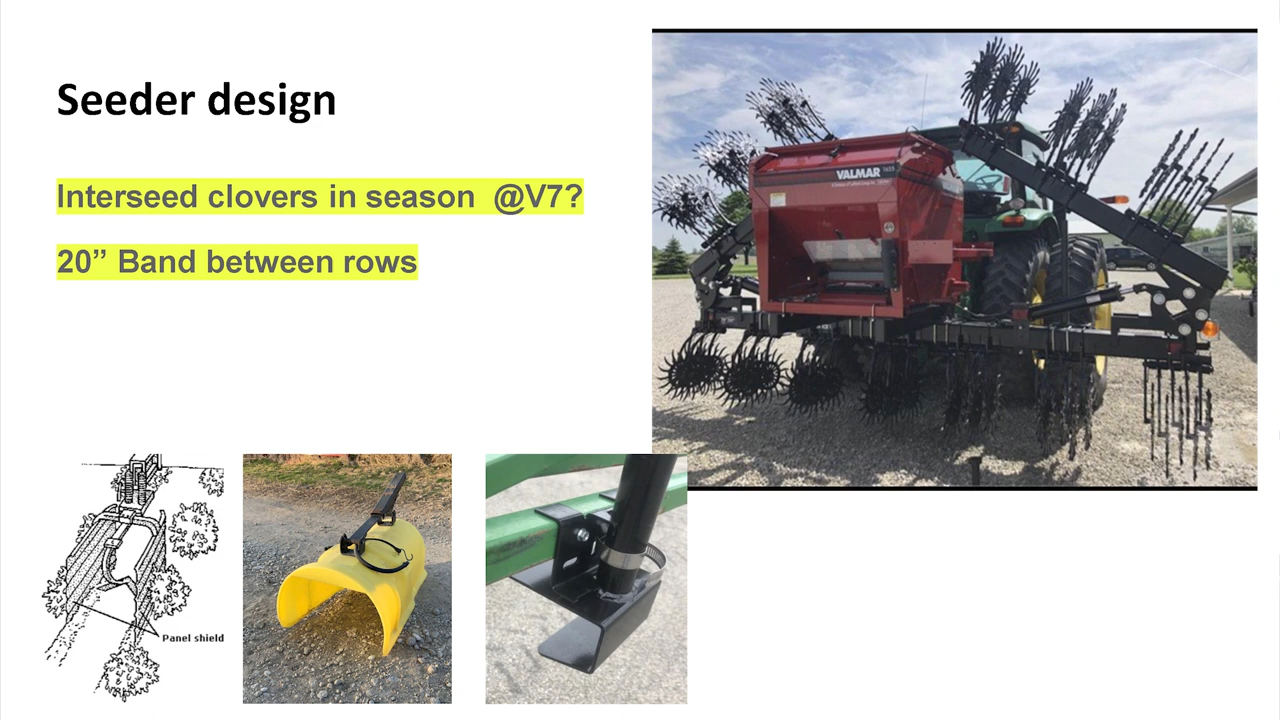 Seeder design
Interseed clovers in season @V7?
20” Band between rows
VALMAR
Panel shield